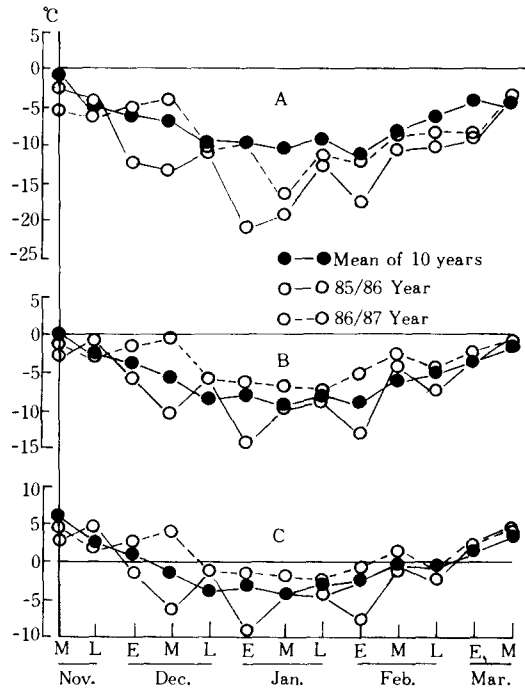 ℃
5
0
-5
-10
-15
-20
-25
A
Mean of 10 years
85/86 Year
86/87 Year
5
0
-5
-10
-15
B
10
5
0
-5
-10
C
M L E M L E M L E M L E, M
Nov. Dec. Jan. Feb. Mar.